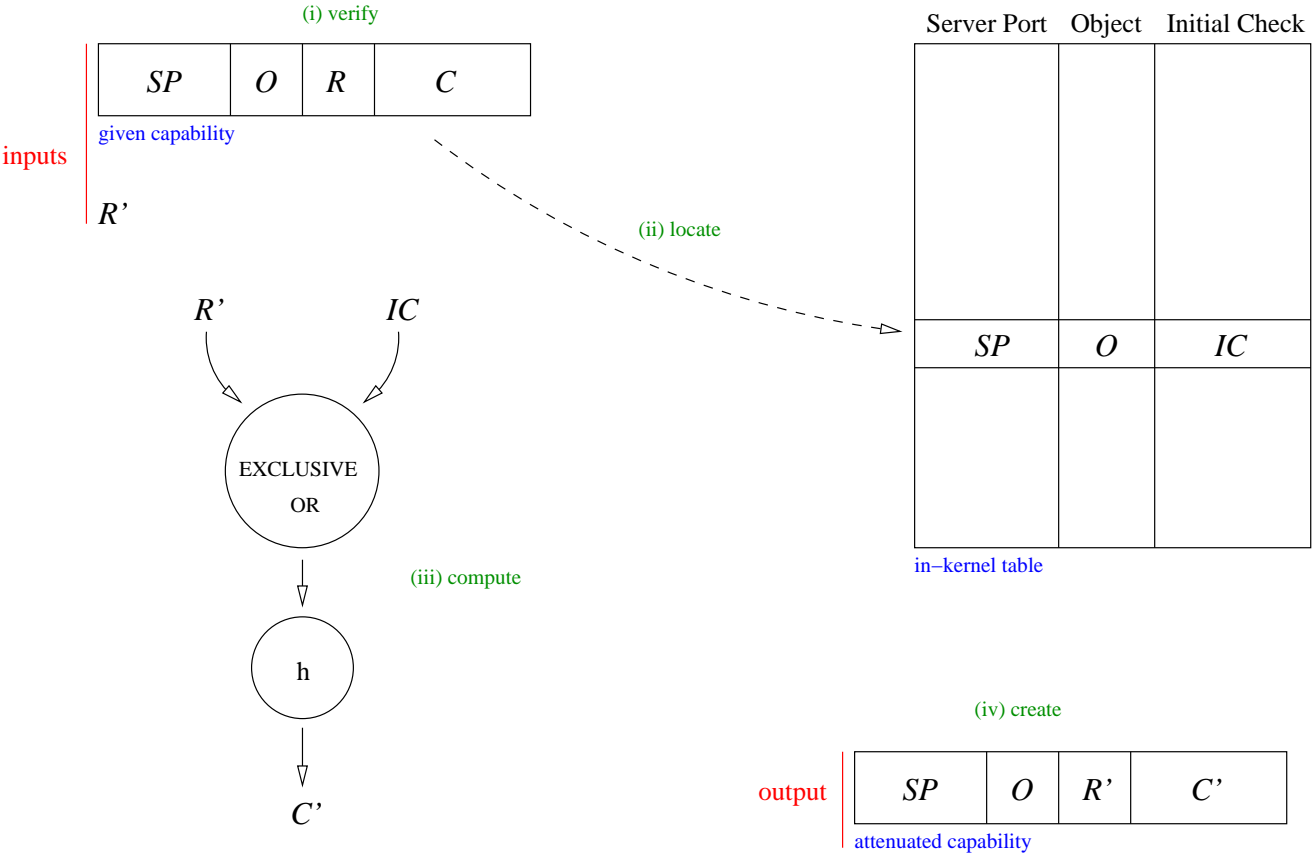 (i) verify
Server Port Object Initial Check
SP O R C
given capability
inputs
R’
(ii) locate
R’ IC
SP O IC
EXCLUSIVE
OR
in−kernel table
(iii) compute
h
(iv) create
output
SP O R’ C’
C’
attenuated capability